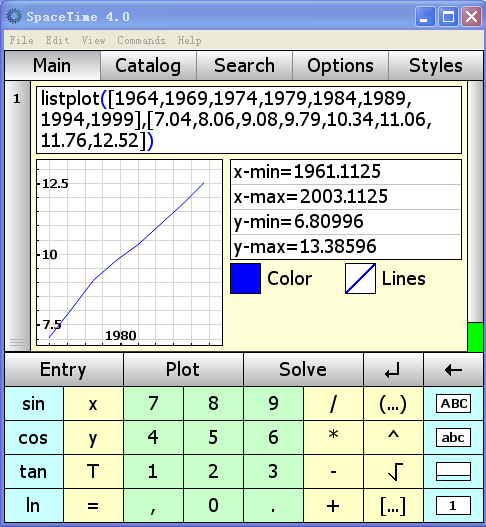 SpaceTime 4.0
File Edit View Commands Help
Main Catalog Search Options Styles
1
listplot([1964,1969,1974,1979,1984,1989,
1994,1999],[7.04,8.06,9.08,9.79,10.34,11.06,
11.76,12.52])
12.5
10
7.5
1980
x-min=1961.1125
x-max=2003.1125
y-min=6.80996
y-max=13.38596
Color Lines
Entry Plot Solve ↵ ←
sin x 7 8 9 / (...) ABC
cos y 4 5 6 * ^ abc
tan T 1 2 3 - √
ln = , 0 . + [...] 1